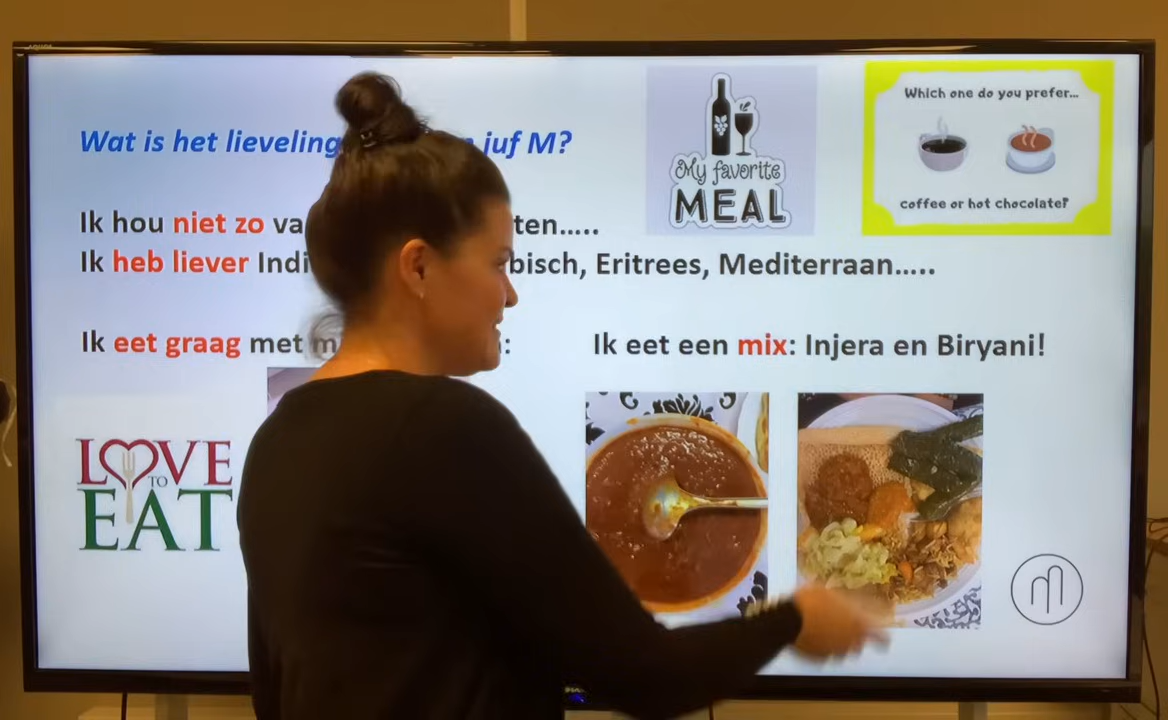 Wat is het lieveling juf M?
Ik hou niet zo va ten.....
Ik heb liever Indi bisch, Eritrees, Mediterraan.....
Ik eet graag met m :
Ik eet een mix: Injera en Biryani!
My favorite
MEAL
Which one do you prefer...
coffee or hot chocolate?
LOVE
TO
EAT